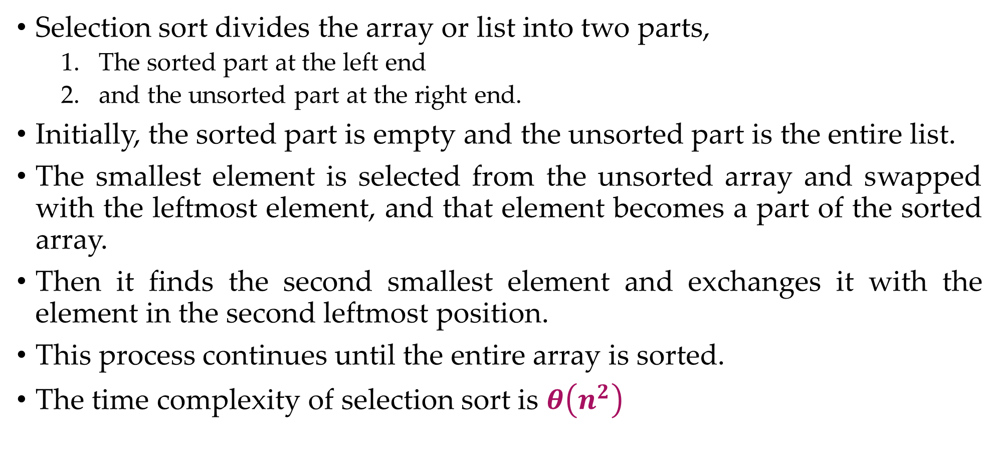 • Selection sort divides the array or list into two parts,
1. The sorted part at the left end
2. and the unsorted part at the right end.
• Initially, the sorted part is empty and the unsorted part is the entire list.
• The smallest element is selected from the unsorted array and swapped
with the leftmost element, and that element becomes a part of the sorted
array.
• Then it finds the second smallest element and exchanges it with the
element in the second leftmost position.
• This process continues until the entire array is sorted.
• The time complexity of selection sort is θ(n²)